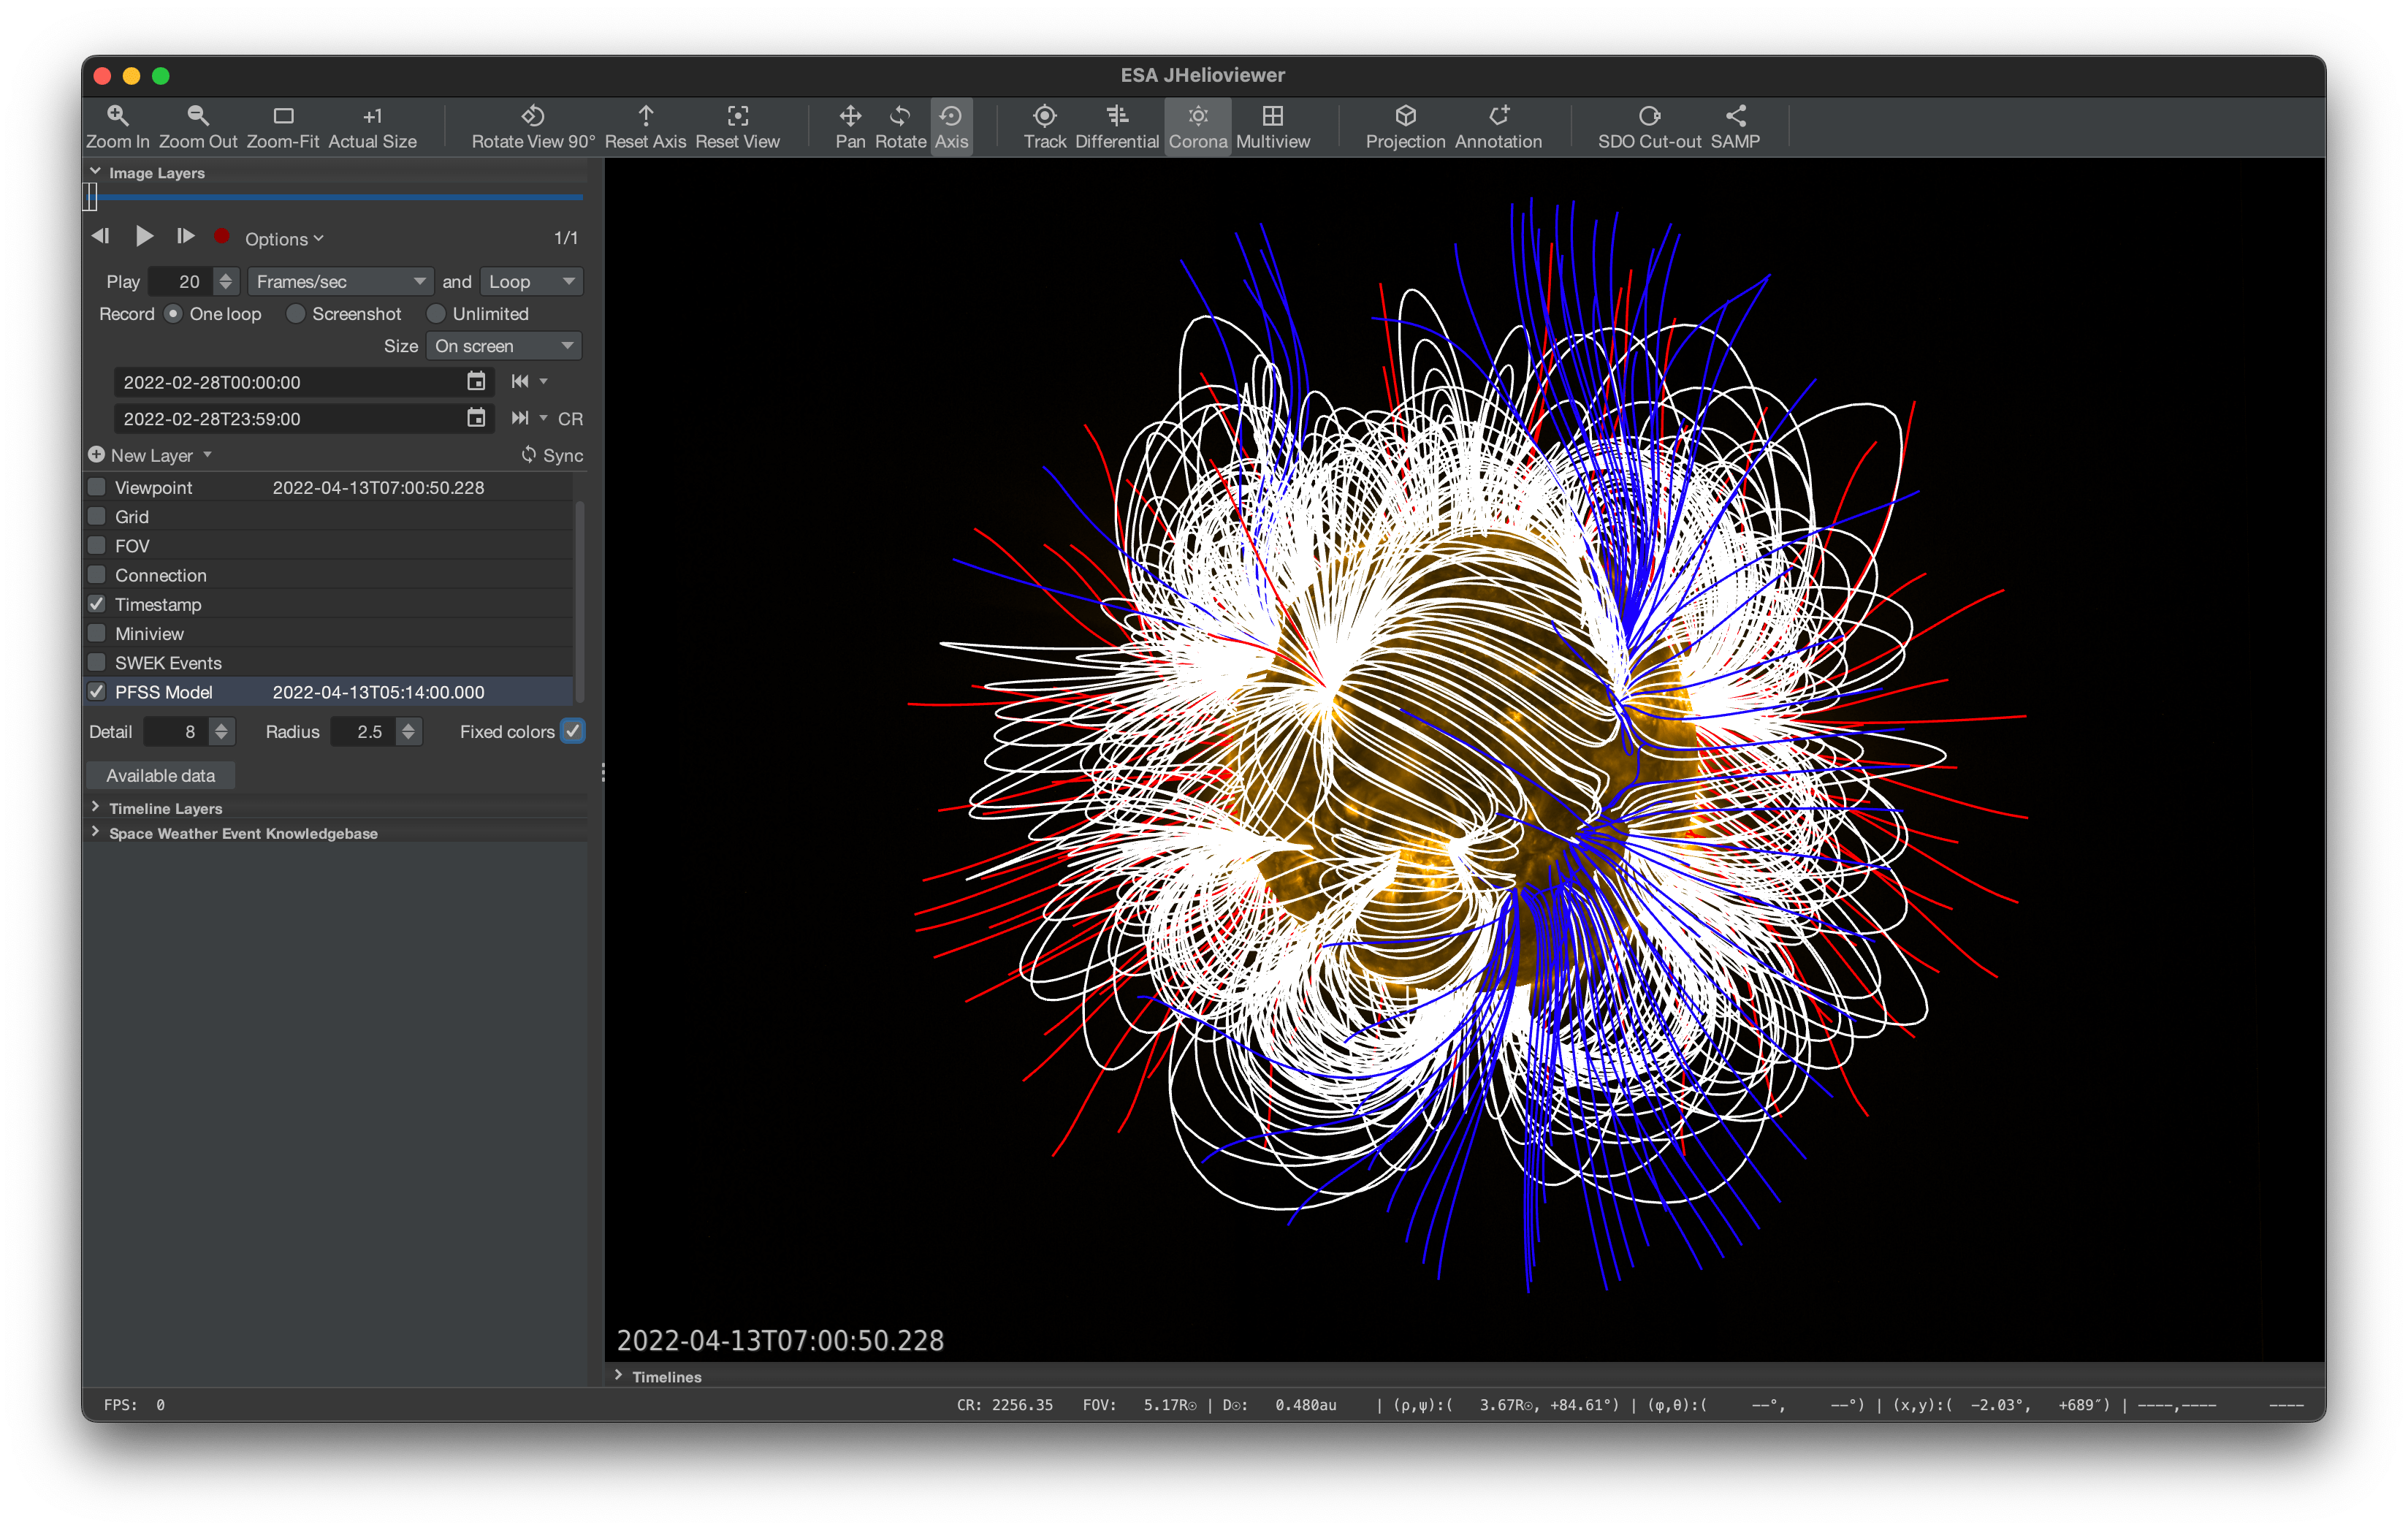 ESA JHelioviewer
Zoom In Zoom Out Zoom-Fit +1 Actual Size Rotate View 90° Reset Axis Reset View Pan Rotate Axis Track Differential Corona Multiview Projection Annotation SDO Cut-out SAMP
Image Layers
Options 1/1
Play 20 Frames/sec and Loop
Record One loop Screenshot Unlimited
Size On screen
2022-02-28T00:00:00
2022-02-28T23:59:00 CR
New Layer Sync
Viewpoint 2022-04-13T07:00:50.228
Grid
FOV
Connection
Timestamp
Miniview
SWEK Events
PFSS Model 2022-04-13T05:14:00.000
Detail 8 Radius 2.5 Fixed colors
Available data
Timeline Layers
Space Weather Event Knowledgebase
2022-04-13T07:00:50.228
Timelines
FPS: 0 CR: 2256.35 FOV: 5.17R☉ | D☉: 0.480au | (ρ,ψ):( 3.67R☉, +84.61°) | (φ,θ):( −−°, −−°) | (x,y):( −2.03°, +689″) | −−−−,−−−− −−−−